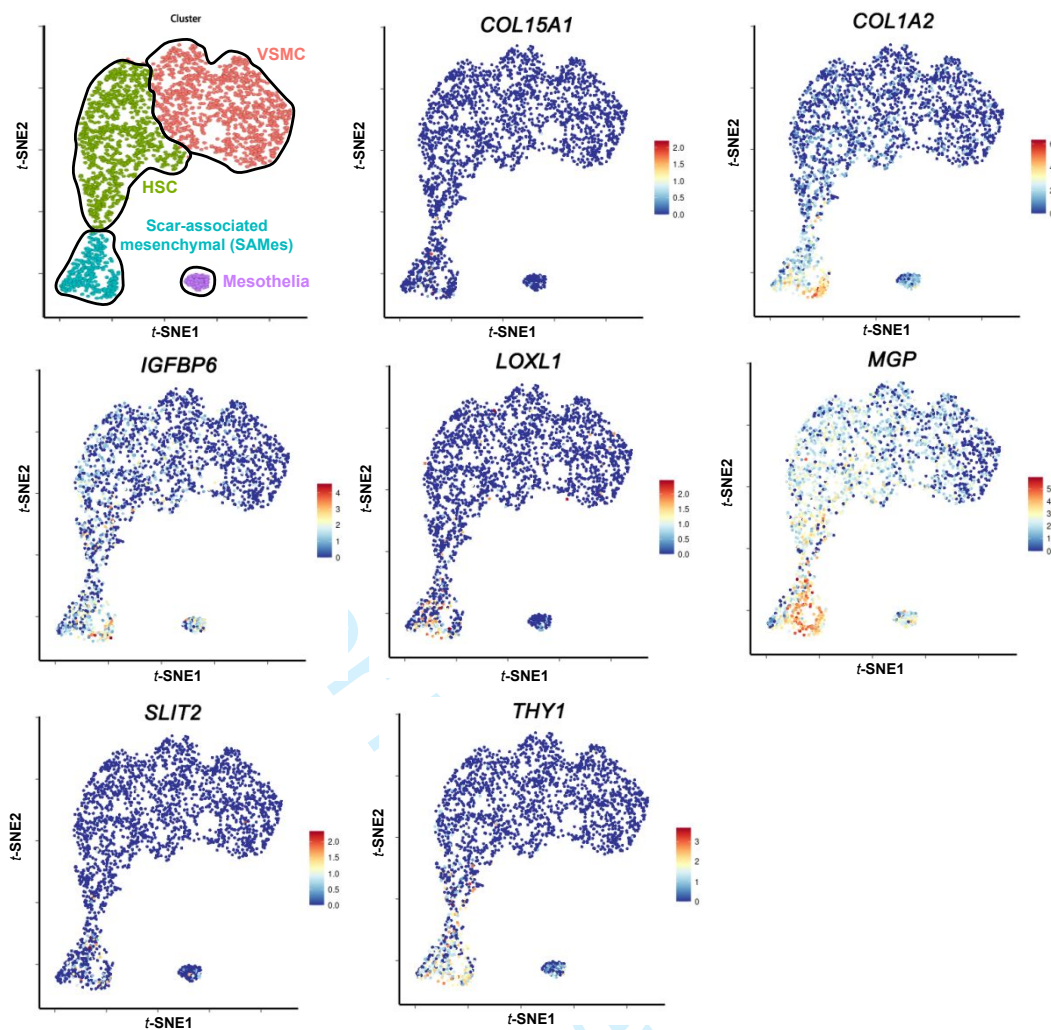 Cluster
VSMC
HSC
Scar-associated
mesenchymal (SAMes)
Mesothelia
t-SNE2
t-SNE1
COL15A1
2.0
1.5
1.0
0.5
0.0
t-SNE2
t-SNE1
COL1A2
6
4
2
0
t-SNE2
t-SNE1
IGFBP6
4
3
2
1
0
t-SNE2
t-SNE1
LOXL1
2.0
1.5
1.0
0.5
0.0
t-SNE2
t-SNE1
MGP
5
4
3
2
1
0
t-SNE2
t-SNE1
SLIT2
2.0
1.5
1.0
0.5
0.0
t-SNE2
t-SNE1
THY1
3
2
1
0
t-SNE2
t-SNE1